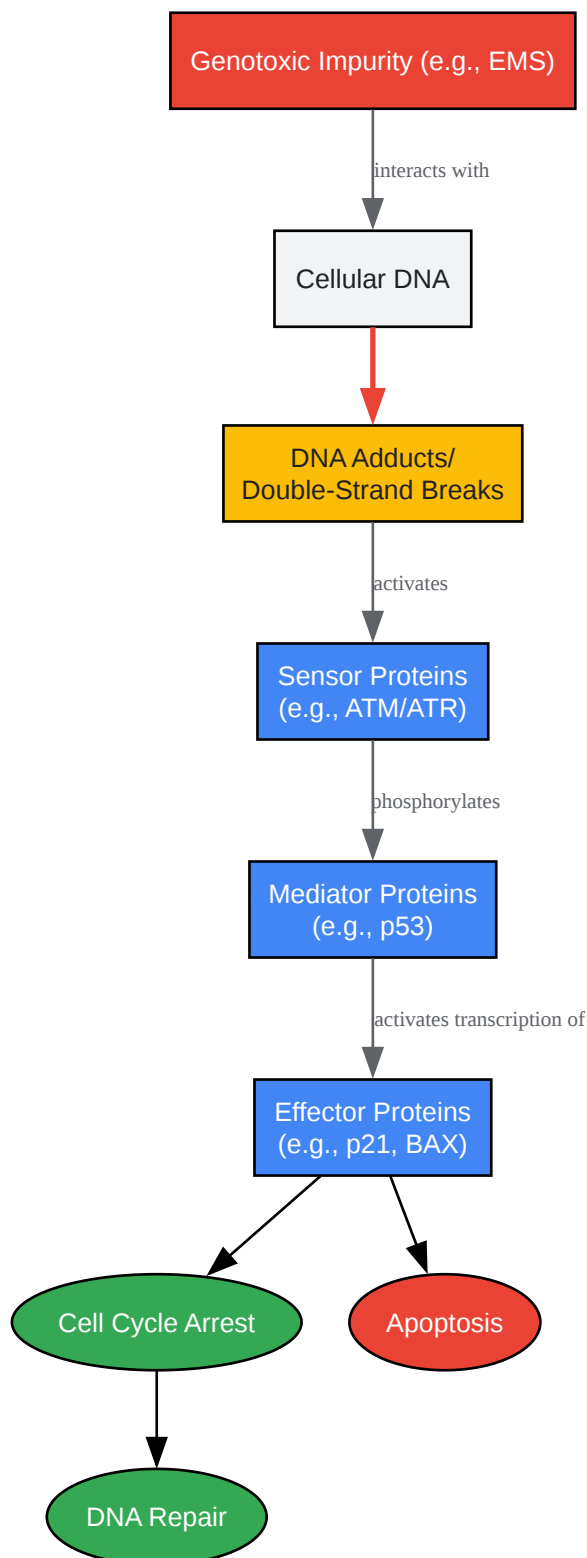 Genotoxic Impurity (e.g., EMS)
interacts with
Cellular DNA
DNA Adducts/
Double-Strand Breaks
activates
Sensor Proteins
(e.g., ATM/ATR)
phosphorylates
Mediator Proteins
(e.g., p53)
activates transcription of
Effector Proteins
(e.g., p21, BAX)
Cell Cycle Arrest
Apoptosis
DNA Repair